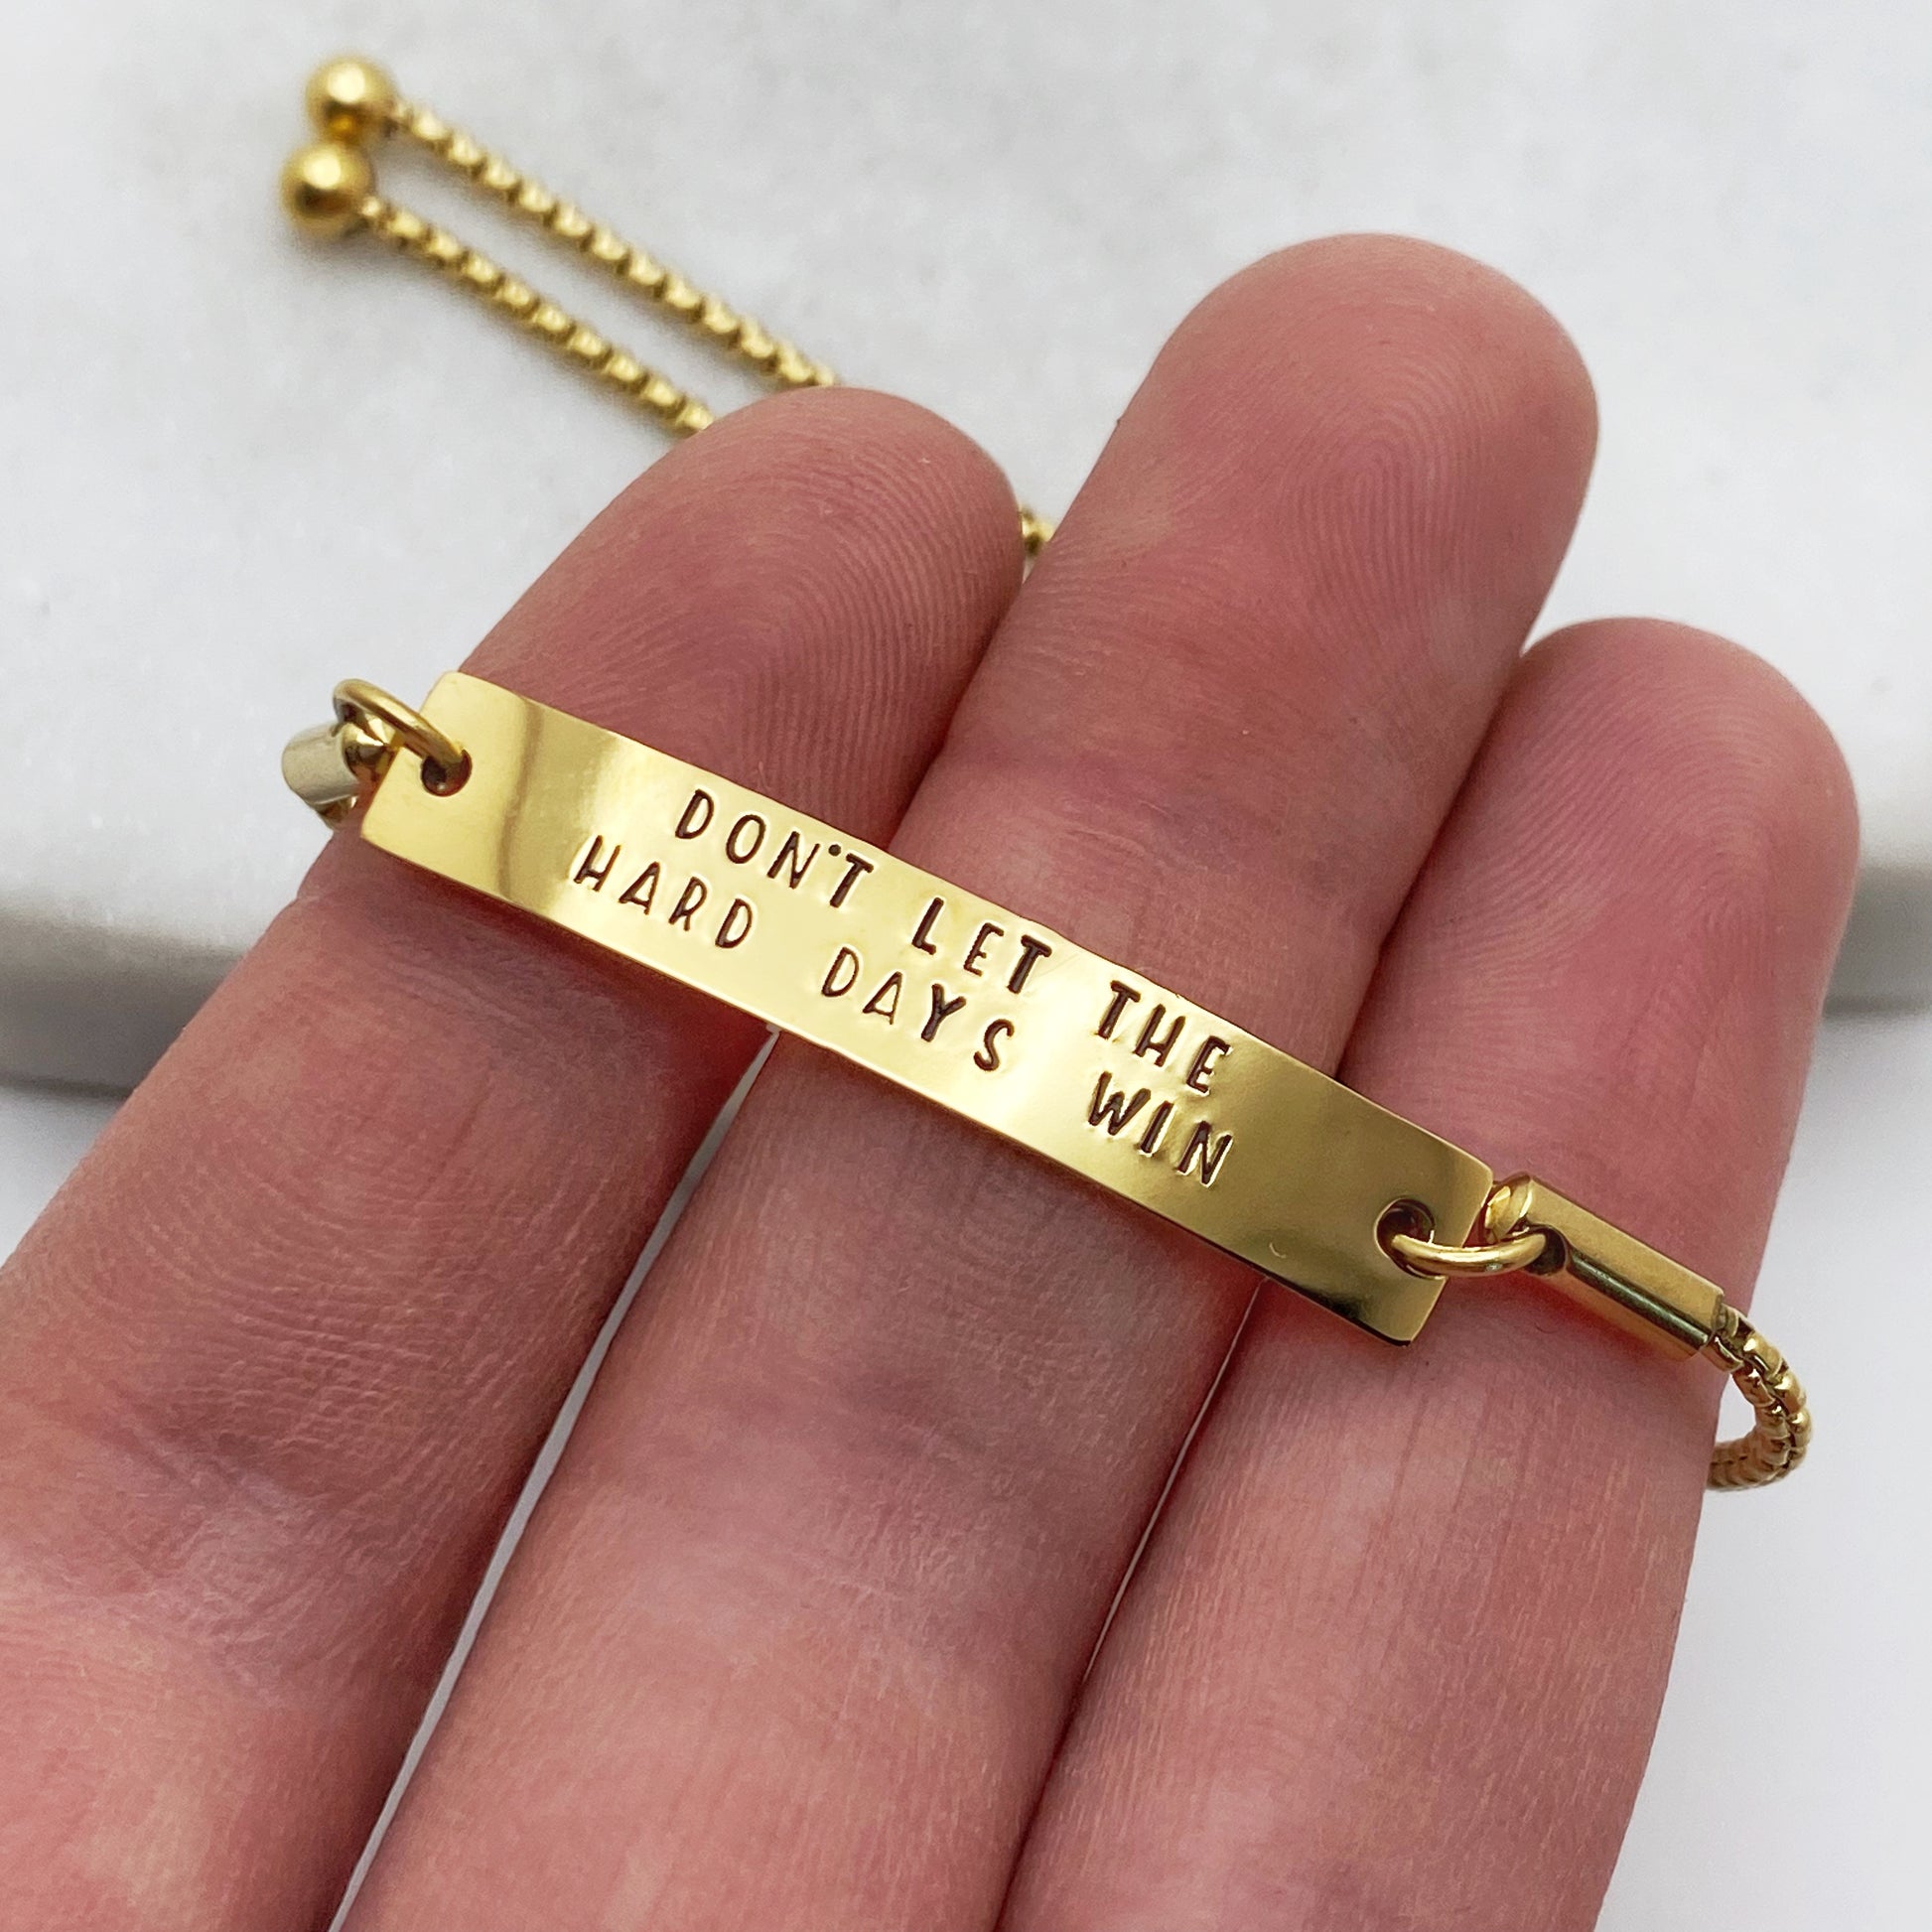 DON'T LET THE
HARD DAYS WIN